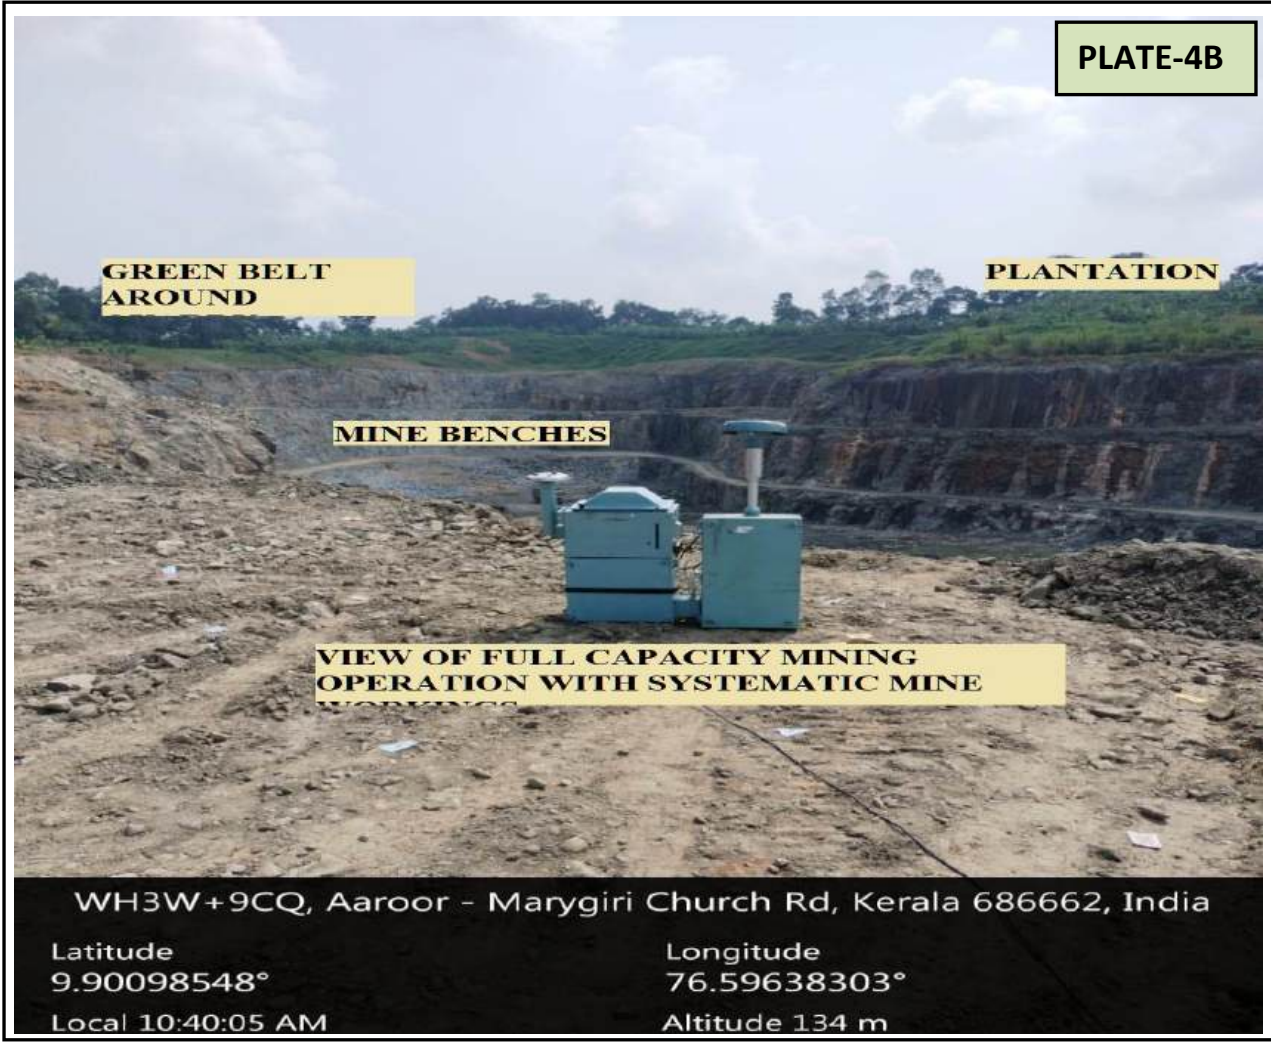 PLATE-4B
GREEN BELT
AROUND
PLANTATION
MINE BENCHES
VIEW OF FULL CAPACITY MINING
OPERATION WITH SYSTEMATIC MINE
WH3W+9CQ, Aaroor - Marygiri Church Rd, Kerala 686662, India
Latitude
9.90098548°
Longitude
76.59638303°
Local 10:40:05 AM
Altitude 134 m